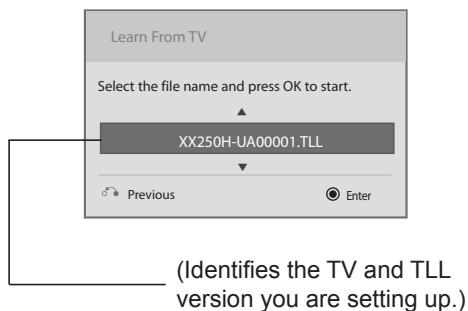 Learn From TV
Select the file name and press OK to start.
XX250H-UA00001.TLL
Previous
Enter
(Identifies the TV and TLL
version you are setting up.)